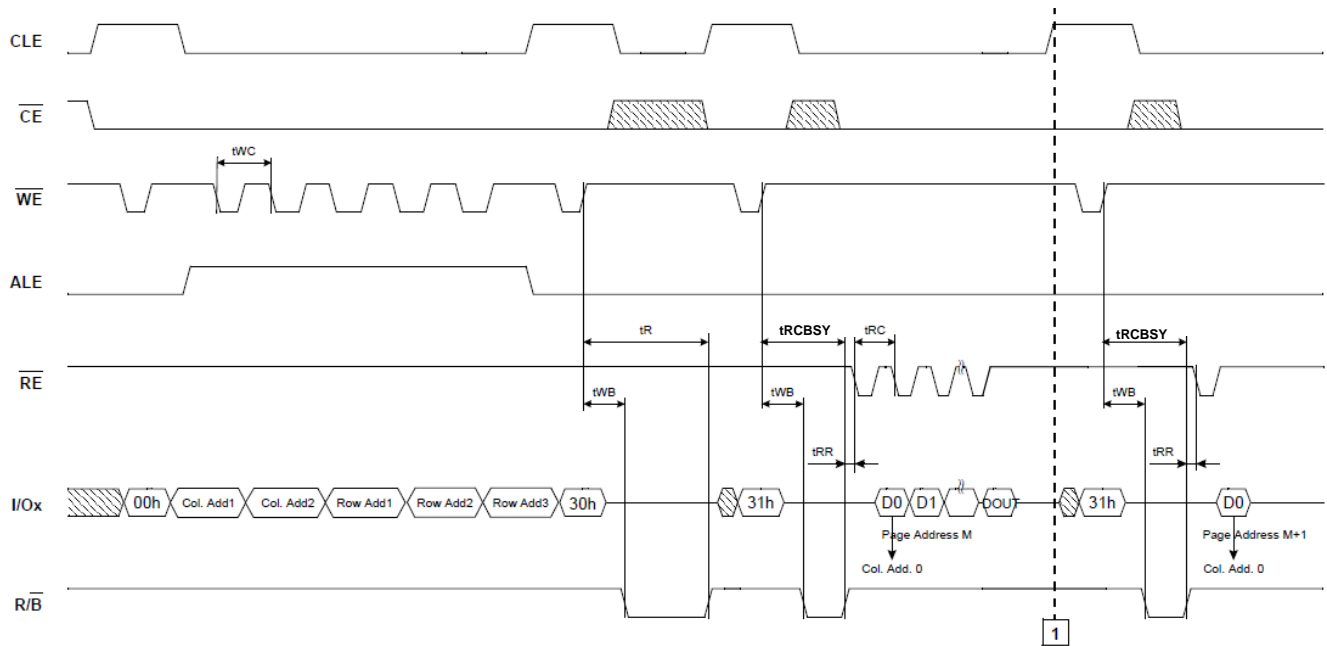 CLE
CE
tWC
WE
ALE
tR
tRCBSY
tRC
tRCBSY
RE
tWB
tWB
tWB
tRR
tRR
I/Ox
00h
Col. Add1
Col. Add2
Row Add1
Row Add2
Row Add3
30h
31h
D0
D1
DOUT
31h
D0
Page Address M
Page Address M+1
Col. Add. 0
Col. Add. 0
R/B
1